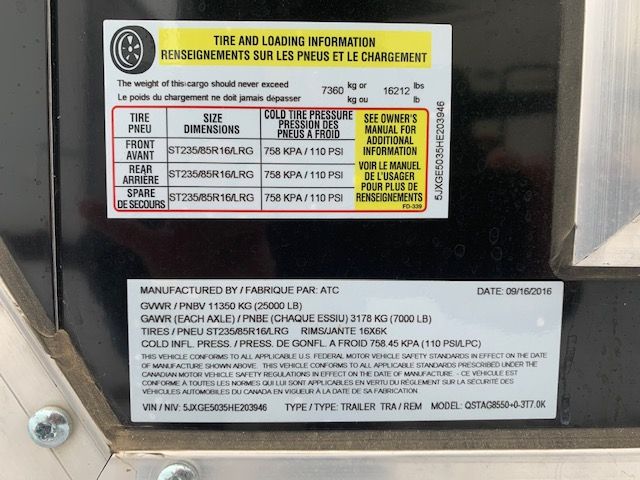 TIRE AND LOADING INFORMATION
RENSEIGNEMENTS SUR LES PNEUS ET LE CHARGEMENT
The weight of this cargo should never exceed 7360 kg or 16212 lbs
Le poids du chargement ne doit jamais dépasser kg ou lb
TIRE SIZE COLD TIRE PRESSURE SEE OWNER'S
PNEU DIMENSIONS PRESSION DES MANUAL FOR
PNEUS A FROID ADDITIONAL
FRONT INFORMATION
AVANT ST235/85R16/LRG 758 KPA / 110 PSI
REAR VOIR LE MANUEL
ARRIÈRE ST235/85R16/LRG 758 KPA / 110 PSI DE L'USAGER
SPARE POUR PLUS DE
DE SECOURS ST235/85R16/LRG 758 KPA / 110 PSI RENSEIGNEMENTS
FD-339
5JXGE5035HE203946
MANUFACTURED BY / FABRIQUE PAR: ATC DATE: 09/16/2016
GVWR / PNBV 11350 KG (25000 LB)
GAWR (EACH AXLE) / PNBE (CHAQUE ESSIU) 3178 KG (7000 LB)
TIRES / PNEU ST235/85R16/LRG RIMS/JANTE 16X6K
COLD INFL. PRESS. / PRESS. DE GONFL. A FROID 758.45 KPA (110 PSI/LPC)
THIS VEHICLE CONFORMS TO ALL APPLICABLE U.S. FEDERAL MOTOR VEHICLE SAFETY STANDARDS IN EFFECT ON THE DATE
OF MANUFACTURE SHOWN ABOVE. THIS VEHICLE CONFORMS TO ALL APPLICABLE STANDARDS PRESCRIBED UNDER THE
CANADIAN MOTOR VEHICLE SAFETY REGULATIONS IN EFFECT ON THE DATE OF MANUFACTURE - CE VÉHICULE EST
CONFORME A TOUTES LES NORMES QUI LUI SONT APPLICABLES EN VERTU DU RÉGLEMENT SUR LA SÉCURITÉ DES
VÉHICULES AUTOMOBILES DU CANADA EN VIGUEUR À LA DATE DE SA FABRICATION
VIN / NIV: 5JXGE5035HE203946 TYPE / TYPE: TRAILER TRA / REM MODEL: QSTAG8550+0-3T7.0K